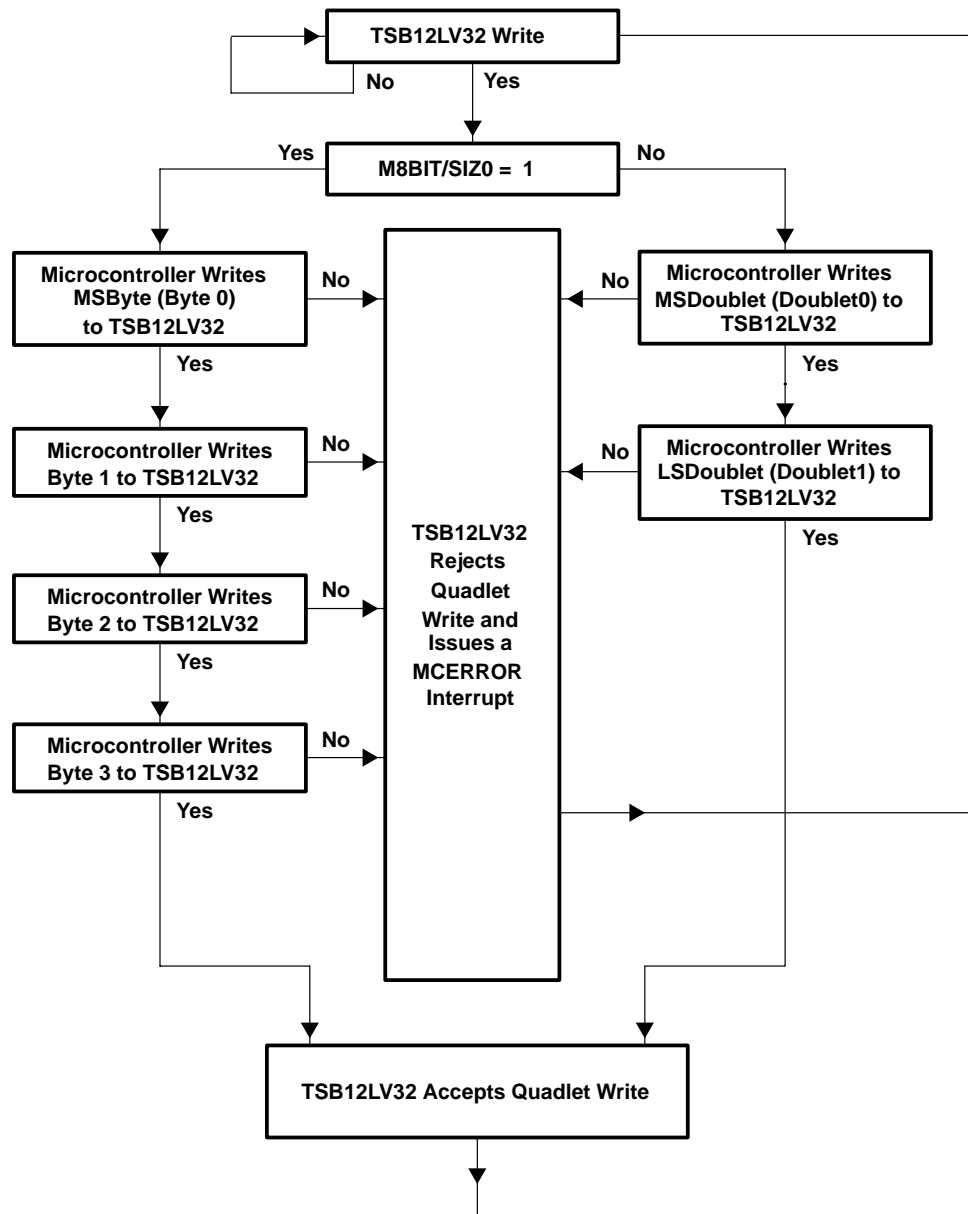 TSB12LV32 Write
No
Yes
Yes
M8BIT/SIZ0 = 1
No
Microcontroller Writes
MSByte (Byte 0)
to TSB12LV32
No
No
Microcontroller Writes
MSDoublet (Doublet0) to
TSB12LV32
Yes
Yes
Microcontroller Writes
Byte 1 to TSB12LV32
No
No
Microcontroller Writes
LSDoublet (Doublet1) to
TSB12LV32
Yes
Yes
TSB12LV32
Rejects
Quadlet
Write and
Issues a
MCERROR
Interrupt
Microcontroller Writes
Byte 2 to TSB12LV32
No
Yes
Microcontroller Writes
Byte 3 to TSB12LV32
No
Yes
TSB12LV32 Accepts Quadlet Write